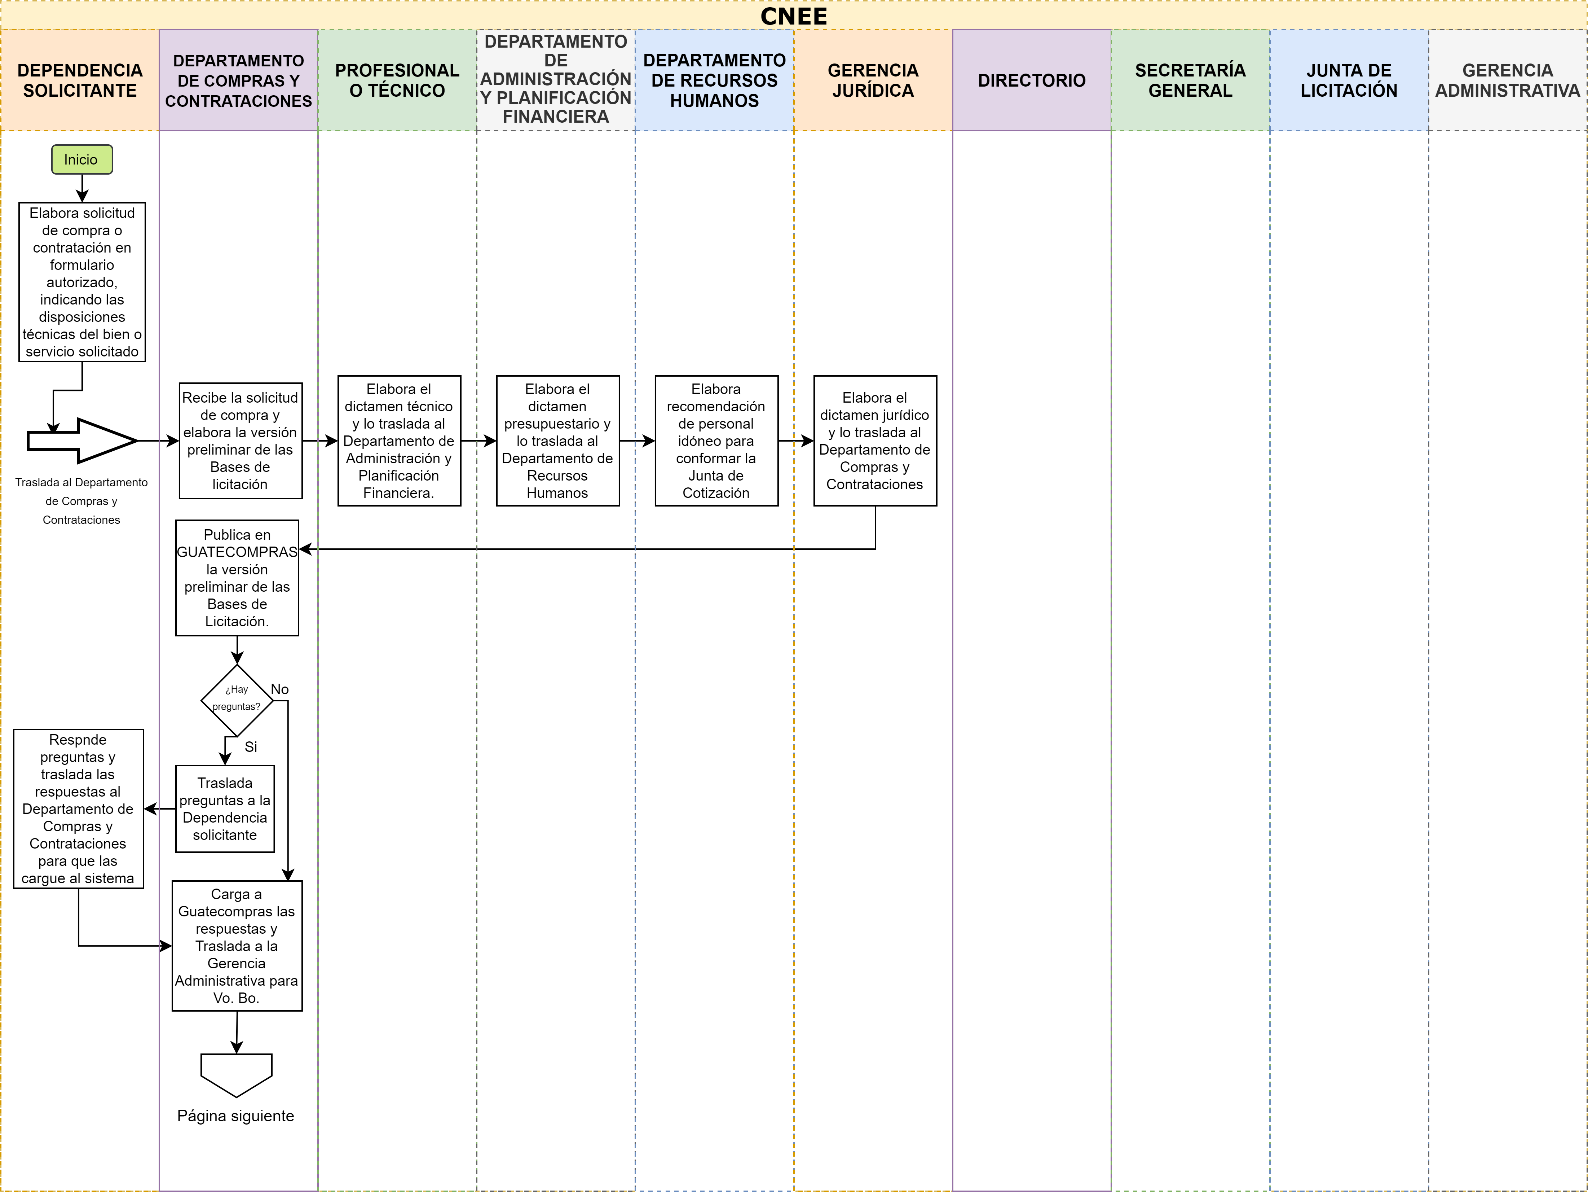 CNEE
DEPENDENCIA
SOLICITANTE
DEPARTAMENTO
DE COMPRAS Y
CONTRATACIONES
PROFESIONAL
O TÉCNICO
DEPARTAMENTO
DE
ADMINISTRACIÓN
Y PLANIFICACIÓN
FINANCIERA
DEPARTAMENTO
DE RECURSOS
HUMANOS
GERENCIA
JURÍDICA
DIRECTORIO
SECRETARÍA
GENERAL
JUNTA DE
LICITACIÓN
GERENCIA
ADMINISTRATIVA
Inicio
Elabora solicitud
de compra o
contratación en
formulario
autorizado,
indicando las
disposiciones
técnicas del bien o
servicio solicitado
Traslada al Departamento
de Compras y
Contrataciones
Recibe la solicitud
de compra y
elabora la versión
preliminar de las
Bases de
licitación
Elabora el
dictamen técnico
y lo traslada al
Departamento de
Administración y
Planificación
Financiera.
Elabora el
dictamen
presupuestario y
lo traslada al
Departamento de
Recursos
Humanos
Elabora
recomendación
de personal
idóneo para
conformar la
Junta de
Cotización
Elabora el
dictamen jurídico
y lo traslada al
Departamento de
Compras y
Contrataciones
Publica en
GUATECOMPRAS
la versión
preliminar de las
Bases de
Licitación.
¿Hay
preguntas?
No
Si
Traslada
preguntas a la
Dependencia
solicitante
Respnde
preguntas y
traslada las
respuestas al
Departamento de
Compras y
Contrataciones
para que las
cargue al sistema
Carga a
Guatecompras las
respuestas y
Traslada a la
Gerencia
Administrativa para
Vo. Bo.
Página siguiente